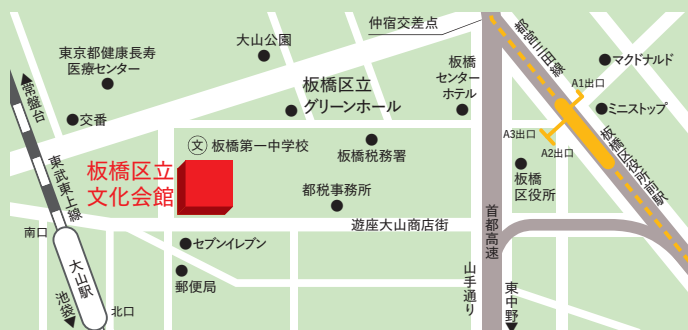 仲宿交差点
都営三田線
東京都健康長寿
医療センター
大山公園
板橋
センター
ホテル
マクドナルド
A1出口
常盤台
板橋区立
グリーンホール
ミニストップ
交番
文
板橋第一中学校
A3出口
A2出口
板橋区役所前駅
板橋税務署
東武東上線
板橋区立
文化会館
都税事務所
板橋
区役所
遊座大山商店街
首都高速
南口
セブンイレブン
大山駅
山手通り
郵便局
東中野
池袋
北口